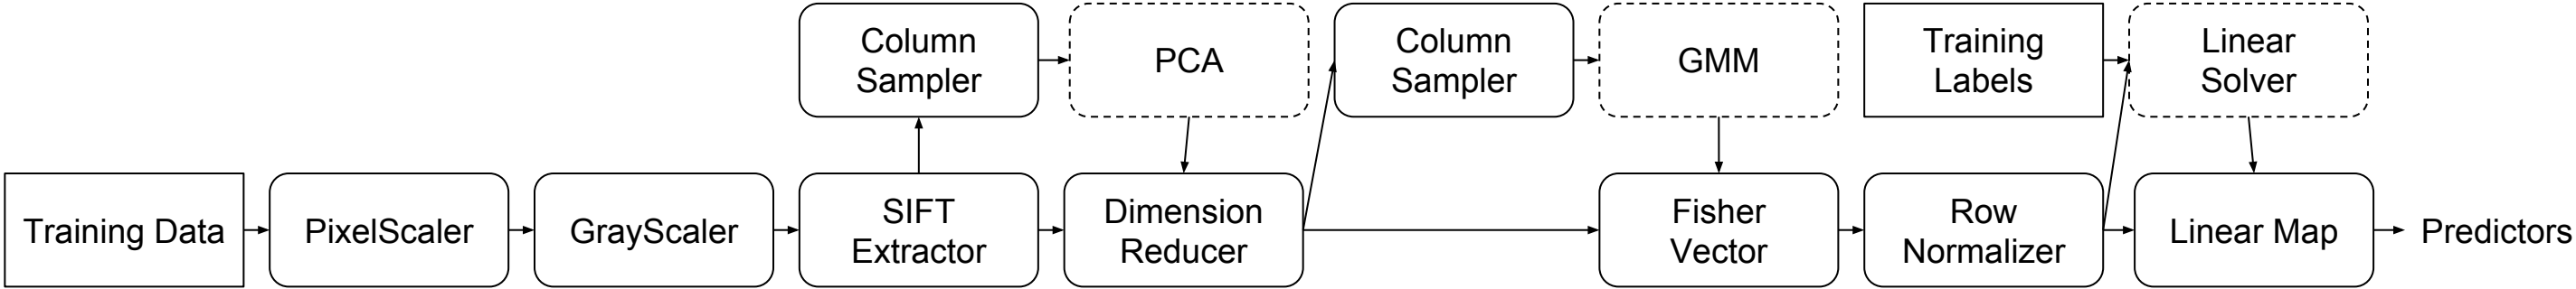 Column
Sampler
PCA
Column
Sampler
GMM
Training
Labels
Linear
Solver
Training Data
PixelScaler
GrayScaler
SIFT
Extractor
Dimension
Reducer
Fisher
Vector
Row
Normalizer
Linear Map
Predictors